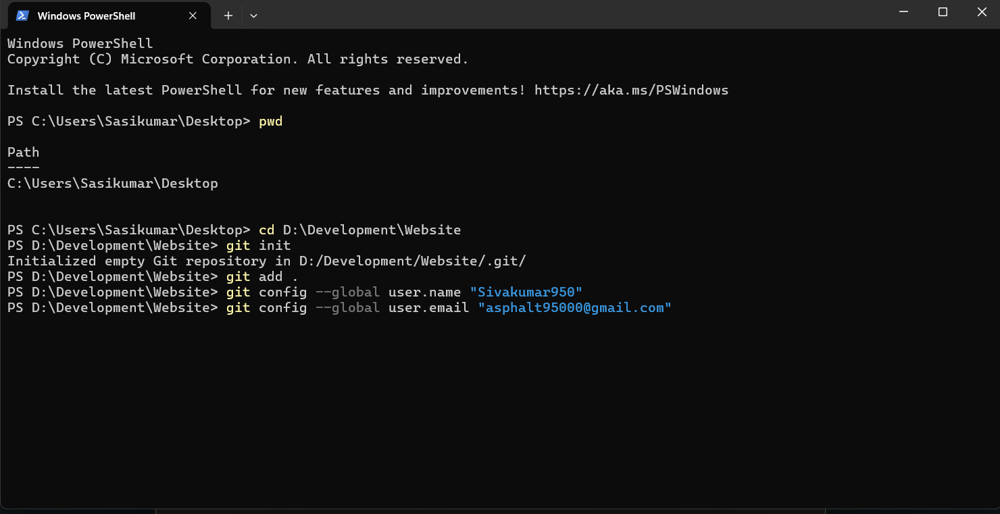 Windows PowerShell
Windows PowerShell
Copyright (C) Microsoft Corporation. All rights reserved.
Install the latest PowerShell for new features and improvements! https://aka.ms/PSWindows
PS C:\Users\Sasikumar\Desktop> pwd
Path
----
C:\Users\Sasikumar\Desktop
PS C:\Users\Sasikumar\Desktop> cd D:\Development\Website
PS D:\Development\Website> git init
Initialized empty Git repository in D:/Development/Website/.git/
PS D:\Development\Website> git add .
PS D:\Development\Website> git config --global user.name "Sivakumar950"
PS D:\Development\Website> git config --global user.email "asphalt95000@gmail.com"